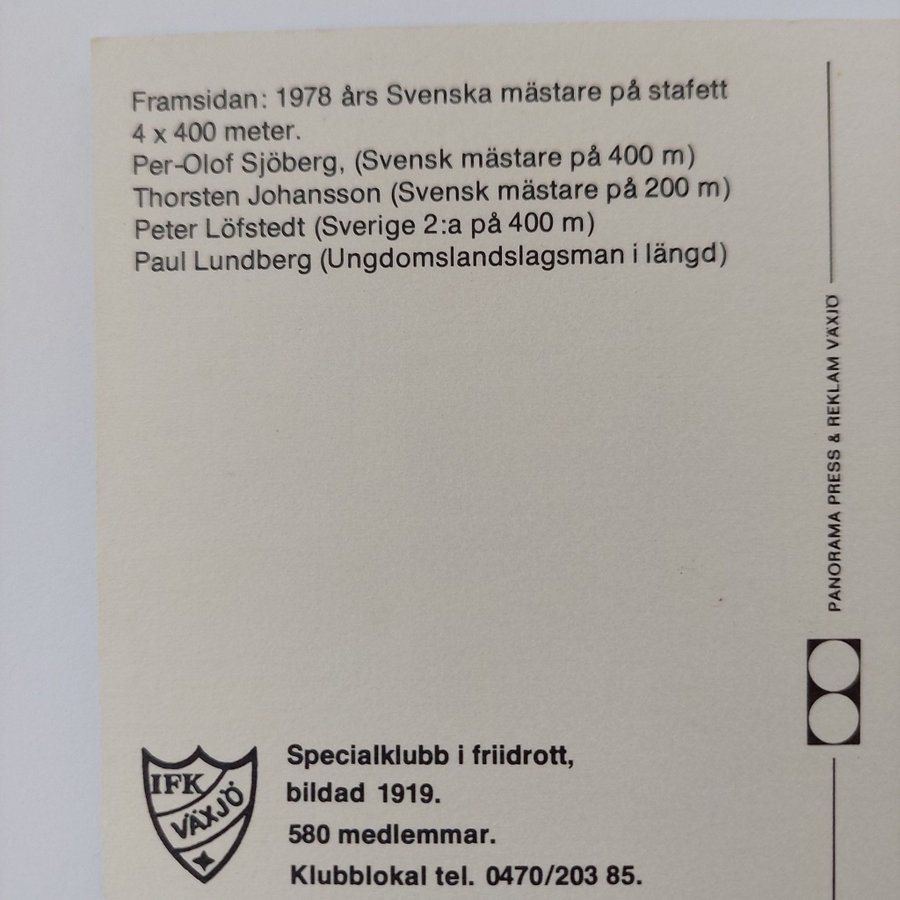 Framsidan: 1978 års Svenska mästare på stafett
4 x 400 meter.
Per-Olof Sjöberg, (Svensk mästare på 400 m)
Thorsten Johansson (Svensk mästare på 200 m)
Peter Löfstedt (Sverige 2:a på 400 m)
Paul Lundberg (Ungdomslandslagsman i längd)
PANORAMA PRESS & REKLAM VÄXJÖ
IFK
VÄXJÖ
Specialklubb i friidrott,
bildad 1919.
580 medlemmar.
Klubblokal tel. 0470/203 85.